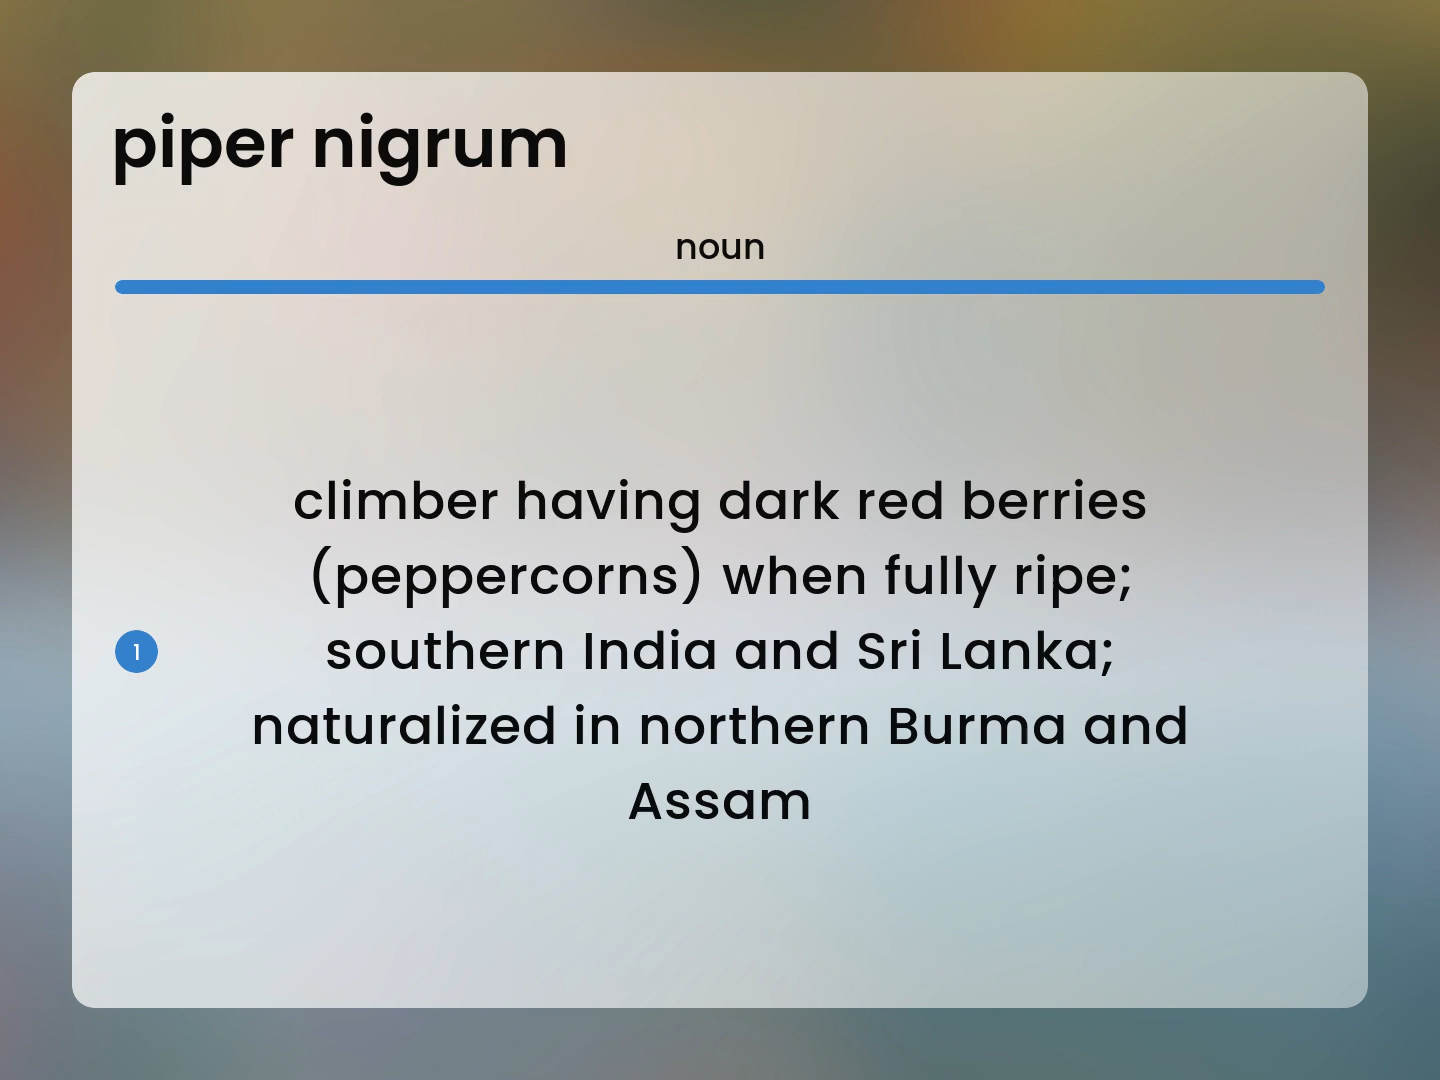 piper nigrum
noun
climber having dark red berries
(peppercorns) when fully ripe;
1
southern India and Sri Lanka;
naturalized in northern Burma and
Assam